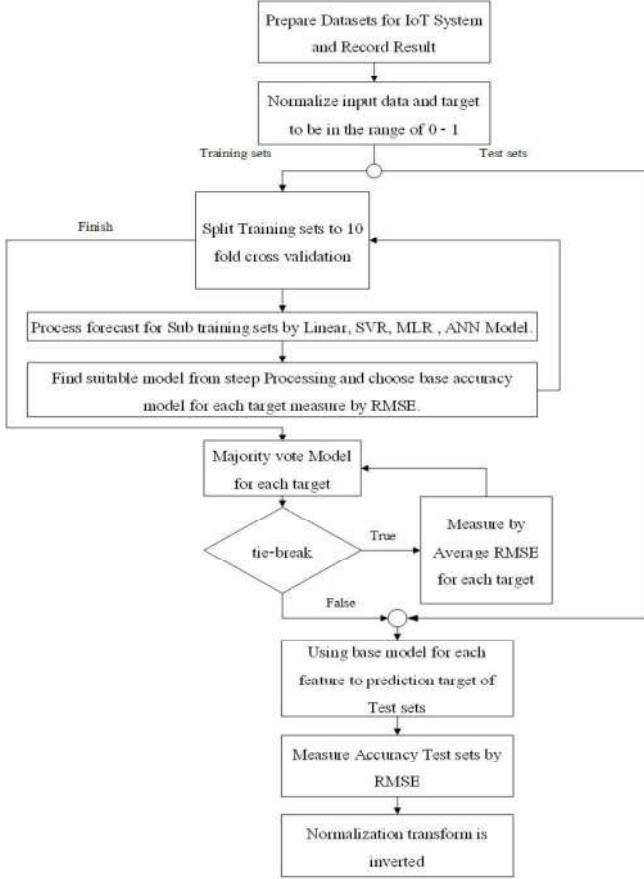 Prepare Datasets for IoT System
and Record Result
Normalize input data and target
to be in the range of 0 - 1
Training sets
Test sets
Split Training sets to 10
fold cross validation
Finish
Process forecast for Sub training sets by Linear, SVR, MLR , ANN Model.
Find suitable model from steep Processing and choose base accuracy
model for each target measure by RMSE.
Majority vote Model
for each target
tie-break
True
Measure by
Average RMSE
for each target
False
Using base model for each
feature to prediction target of
Test sets
Measure Accuracy Test sets by
RMSE
Normalization transform is
inverted